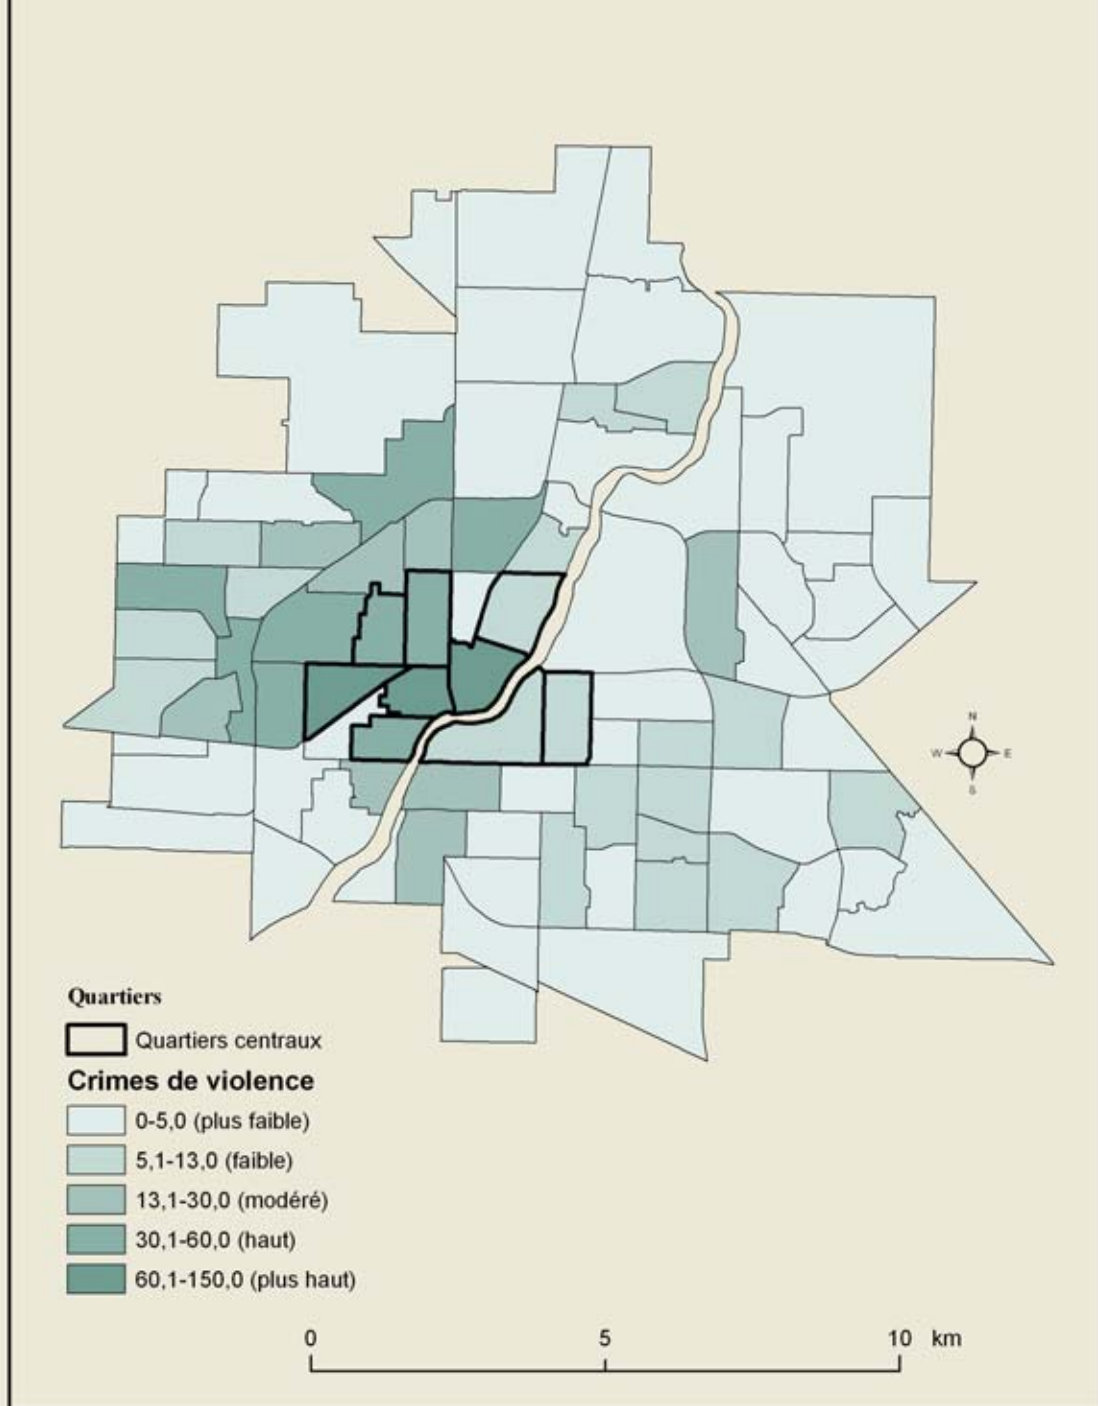 N
W E
S
Quartiers
Quartiers centraux
Crimes de violence
0-5,0 (plus faible)
5,1-13,0 (faible)
13,1-30,0 (modéré)
30,1-60,0 (haut)
60,1-150,0 (plus haut)
0 5 10 km